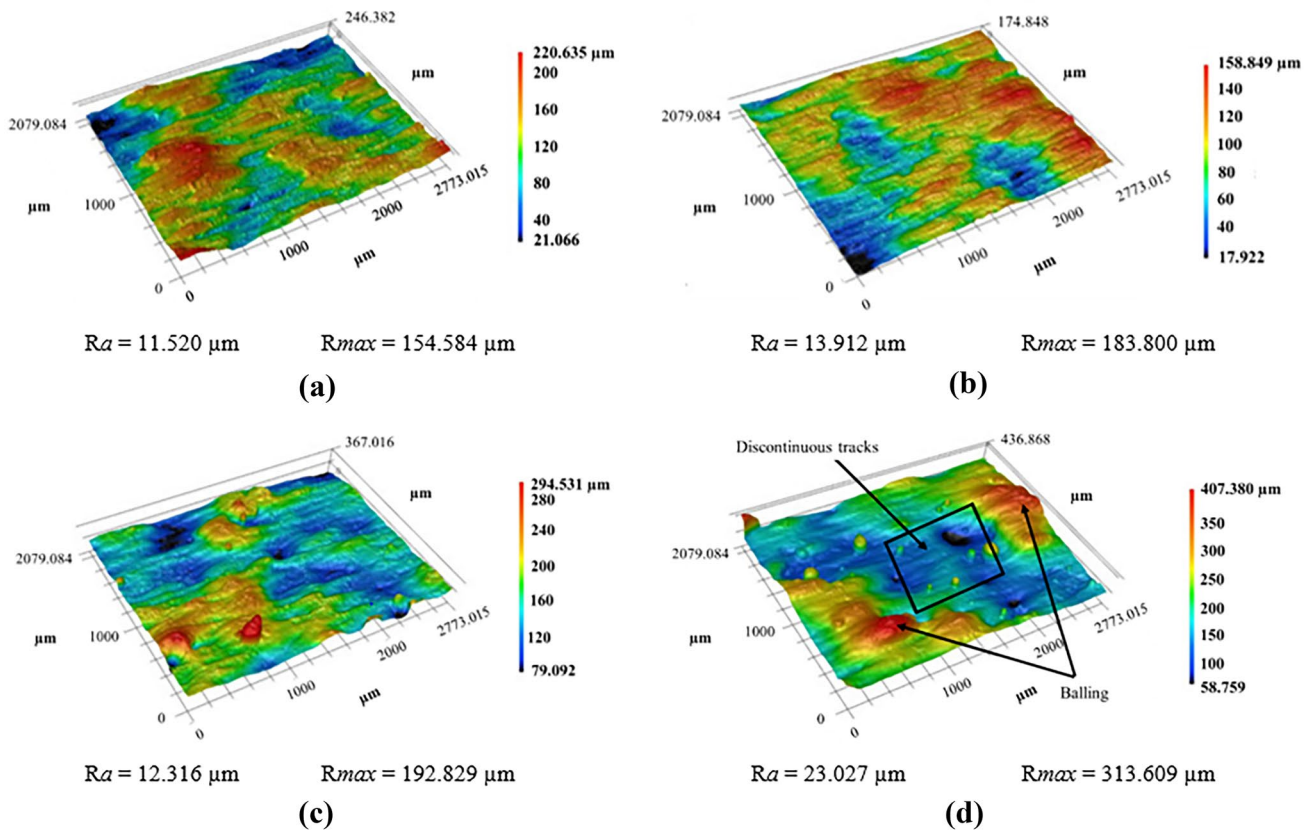 246.382
220.635 µm
200
160
120
80
40
21.066
µm
2079.084
1000
µm
0
0
1000
µm
2000
2773.015
Ra = 11.520 µm Rmax = 154.584 µm
(a)
174.848
158.849 µm
140
120
100
80
60
40
17.922
µm
2079.084
1000
µm
0
0
1000
µm
2000
2773.015
Ra = 13.912 µm Rmax = 183.800 µm
(b)
367.016
294.531 µm
280
240
200
160
120
79.092
µm
2079.084
1000
µm
0
0
1000
µm
2000
2773.015
Ra = 12.316 µm Rmax = 192.829 µm
(c)
Discontinuous tracks
436.868
407.380 µm
350
300
250
200
150
100
58.759
µm
2079.084
1000
µm
0
0
1000
µm
2000
2773.015
Balling
Ra = 23.027 µm Rmax = 313.609 µm
(d)